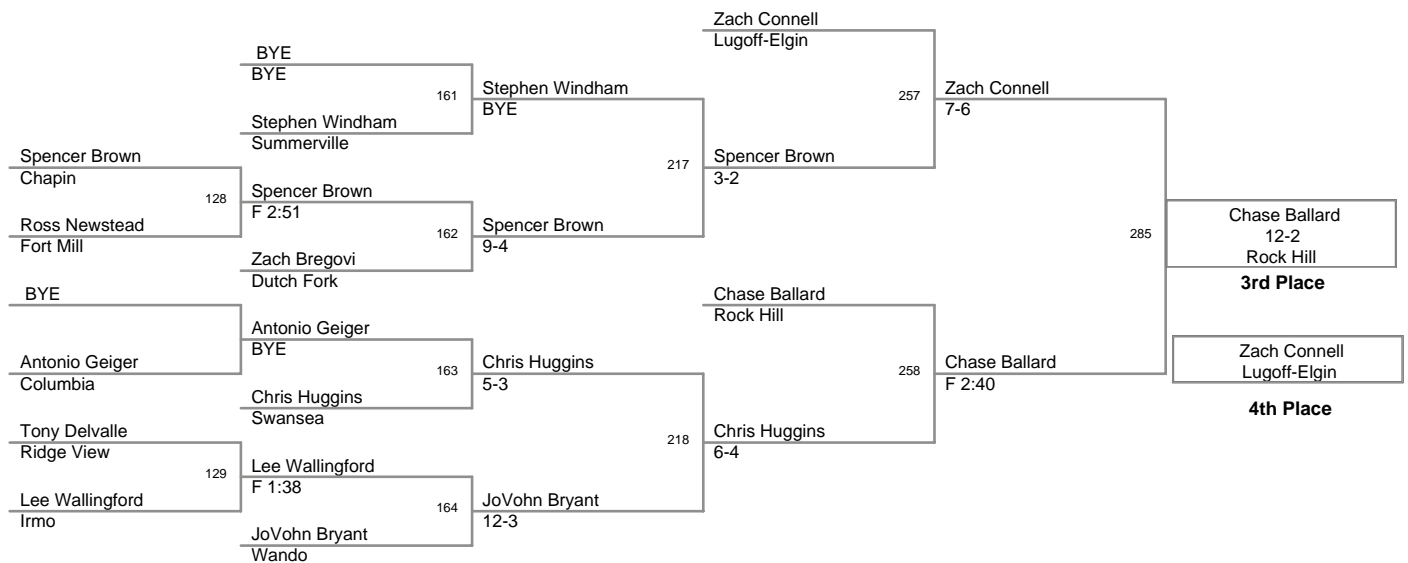 Zach Connell
Lugoff-Elgin
BYE
BYE
161
Stephen Windham
BYE
257
Zach Connell
7-6
Stephen Windham
Summerville
Spencer Brown
Chapin
217
Spencer Brown
3-2
128
Spencer Brown
F 2:51
Ross Newstead
Fort Mill
162
Spencer Brown
9-4
285
Chase Ballard
12-2
Rock Hill
3rd Place
Zach Bregovi
Dutch Fork
BYE
Chase Ballard
Rock Hill
Antonio Geiger
BYE
Antonio Geiger
Columbia
163
Chris Huggins
5-3
258
Chase Ballard
F 2:40
Zach Connell
Lugoff-Elgin
4th Place
Chris Huggins
Swansea
Tony Delvalle
Ridge View
218
Chris Huggins
6-4
129
Lee Wallingford
F 1:38
Lee Wallingford
Irmo
164
JoVohn Bryant
12-3
JoVohn Bryant
Wando